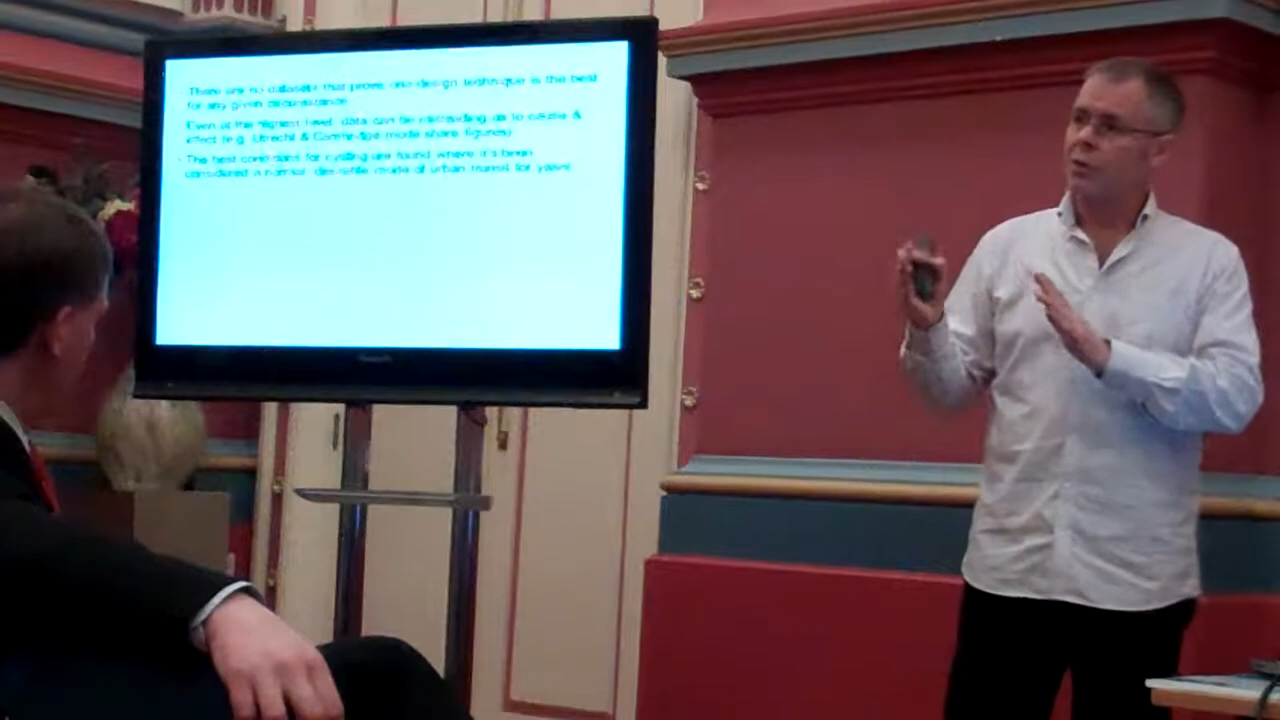 There are no datasets that prove one design technique is the best
for any given circumstance
Even at the highest level, data can be misleading as to cause &
effect (e.g. Utrecht & Cambridge mode share figures)
• The best conditions for cycling are found where it's been
considered a normal, desirable mode of urban transit for years